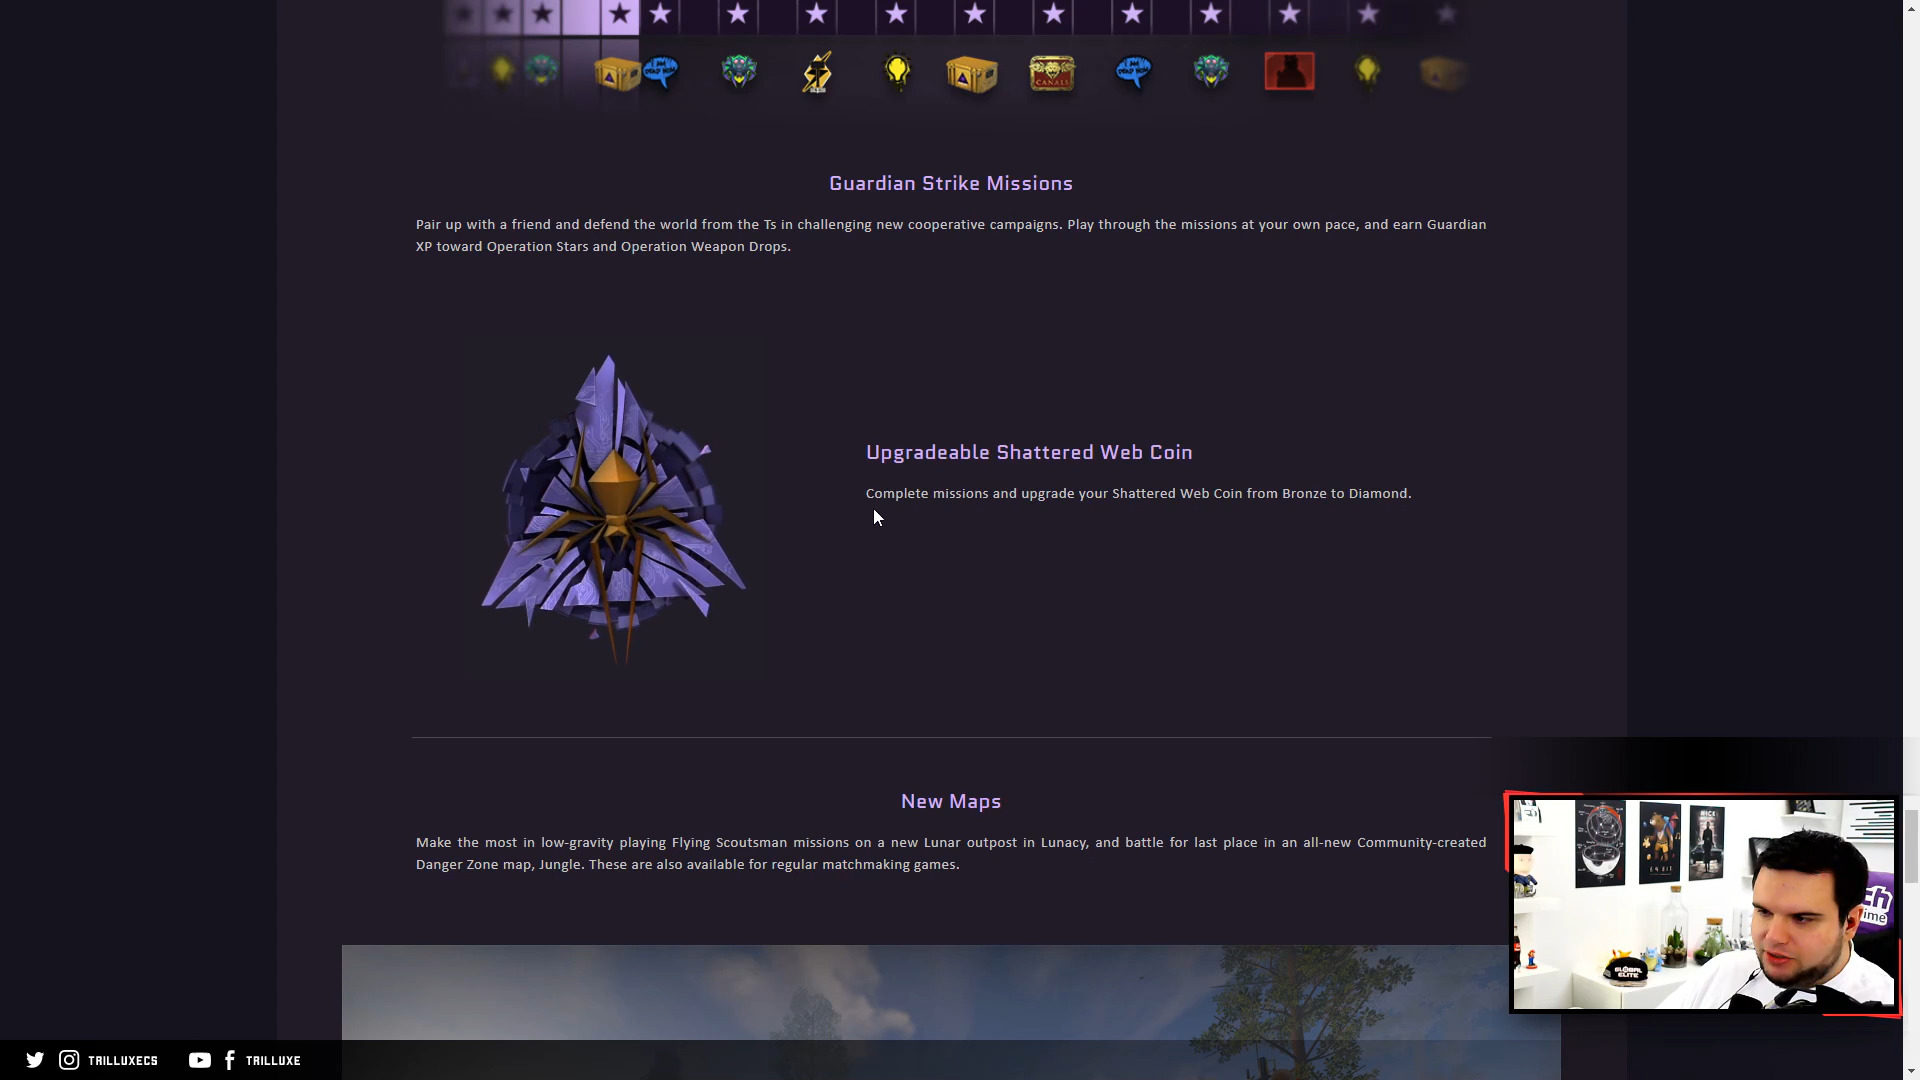 CANALS
Guardian Strike Missions
Pair up with a friend and defend the world from the Ts in challenging new cooperative campaigns. Play through the missions at your own pace, and earn Guardian
XP toward Operation Stars and Operation Weapon Drops.
Upgradeable Shattered Web Coin
Complete missions and upgrade your Shattered Web Coin from Bronze to Diamond.
New Maps
Make the most in low-gravity playing Flying Scoutsman missions on a new Lunar outpost in Lunacy, and battle for last place in an all-new Community-created
Danger Zone map, Jungle. These are also available for regular matchmaking games.
GLOBAL
ELITE
TRILLUXECS
TRILLUXE